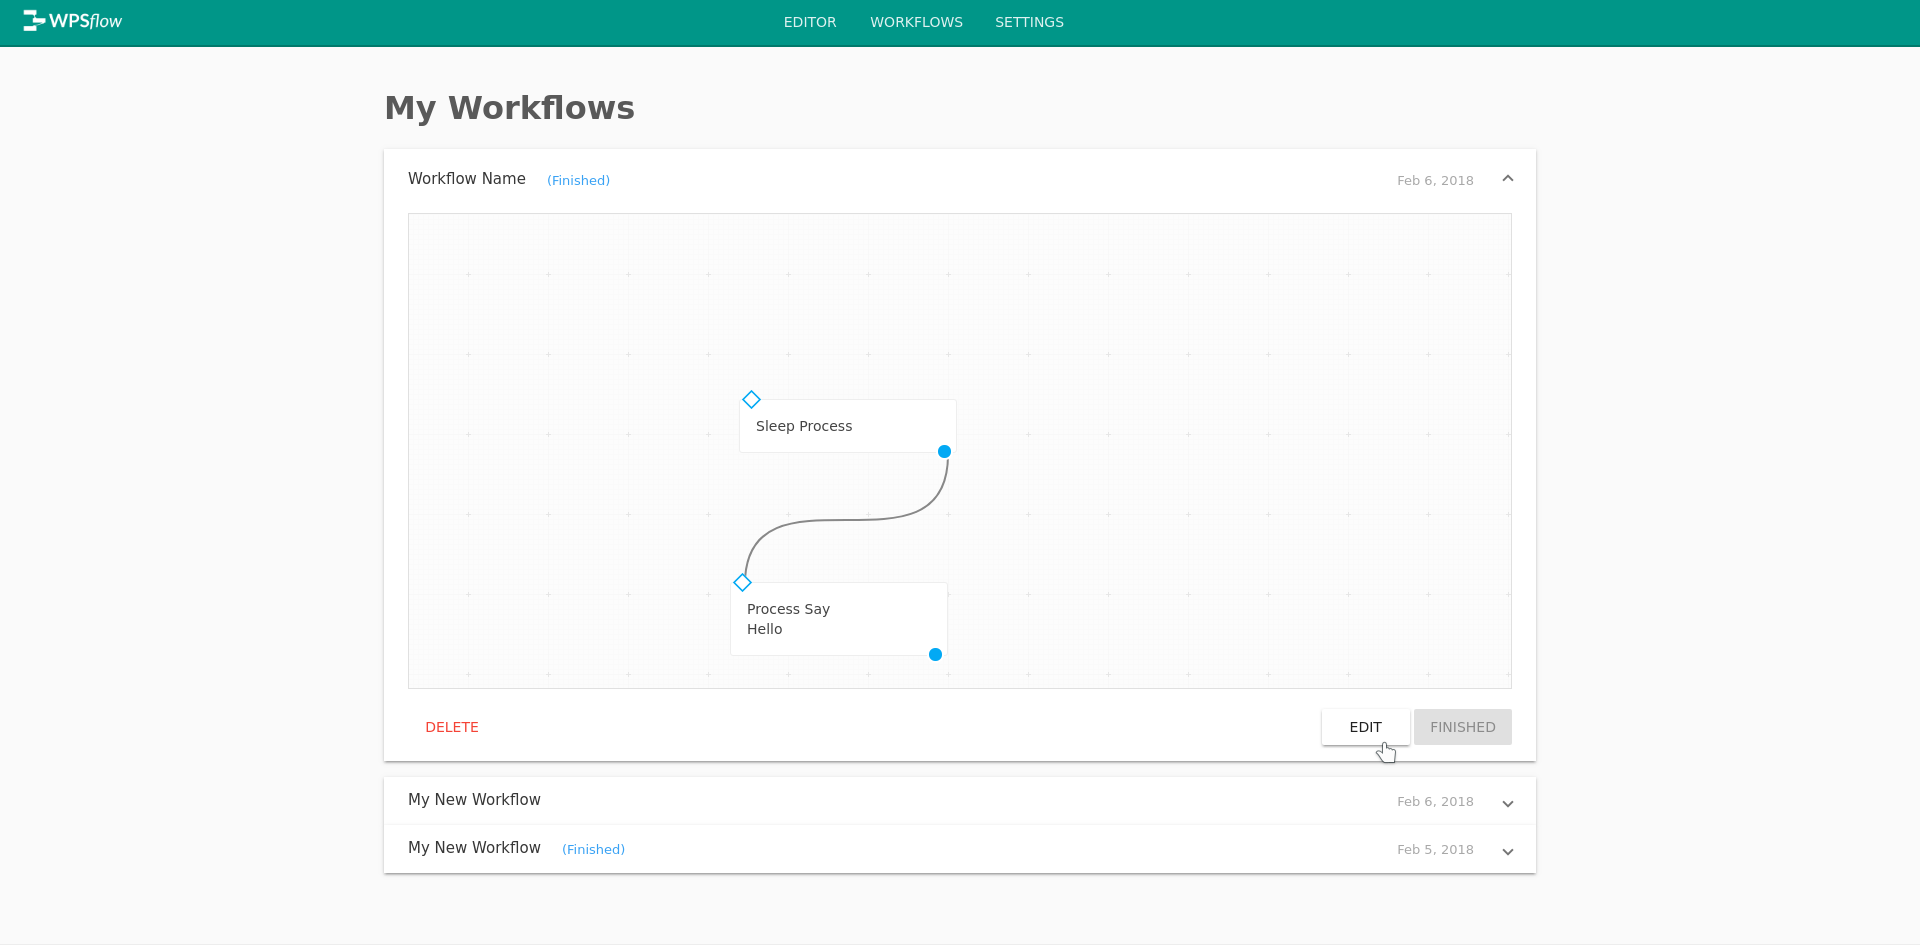 WPSflow
EDITOR WORKFLOWS SETTINGS
My Workflows
Workflow Name (Finished) Feb 6, 2018
Sleep Process
Process Say
Hello
DELETE EDIT FINISHED
My New Workflow Feb 6, 2018
My New Workflow (Finished) Feb 5, 2018